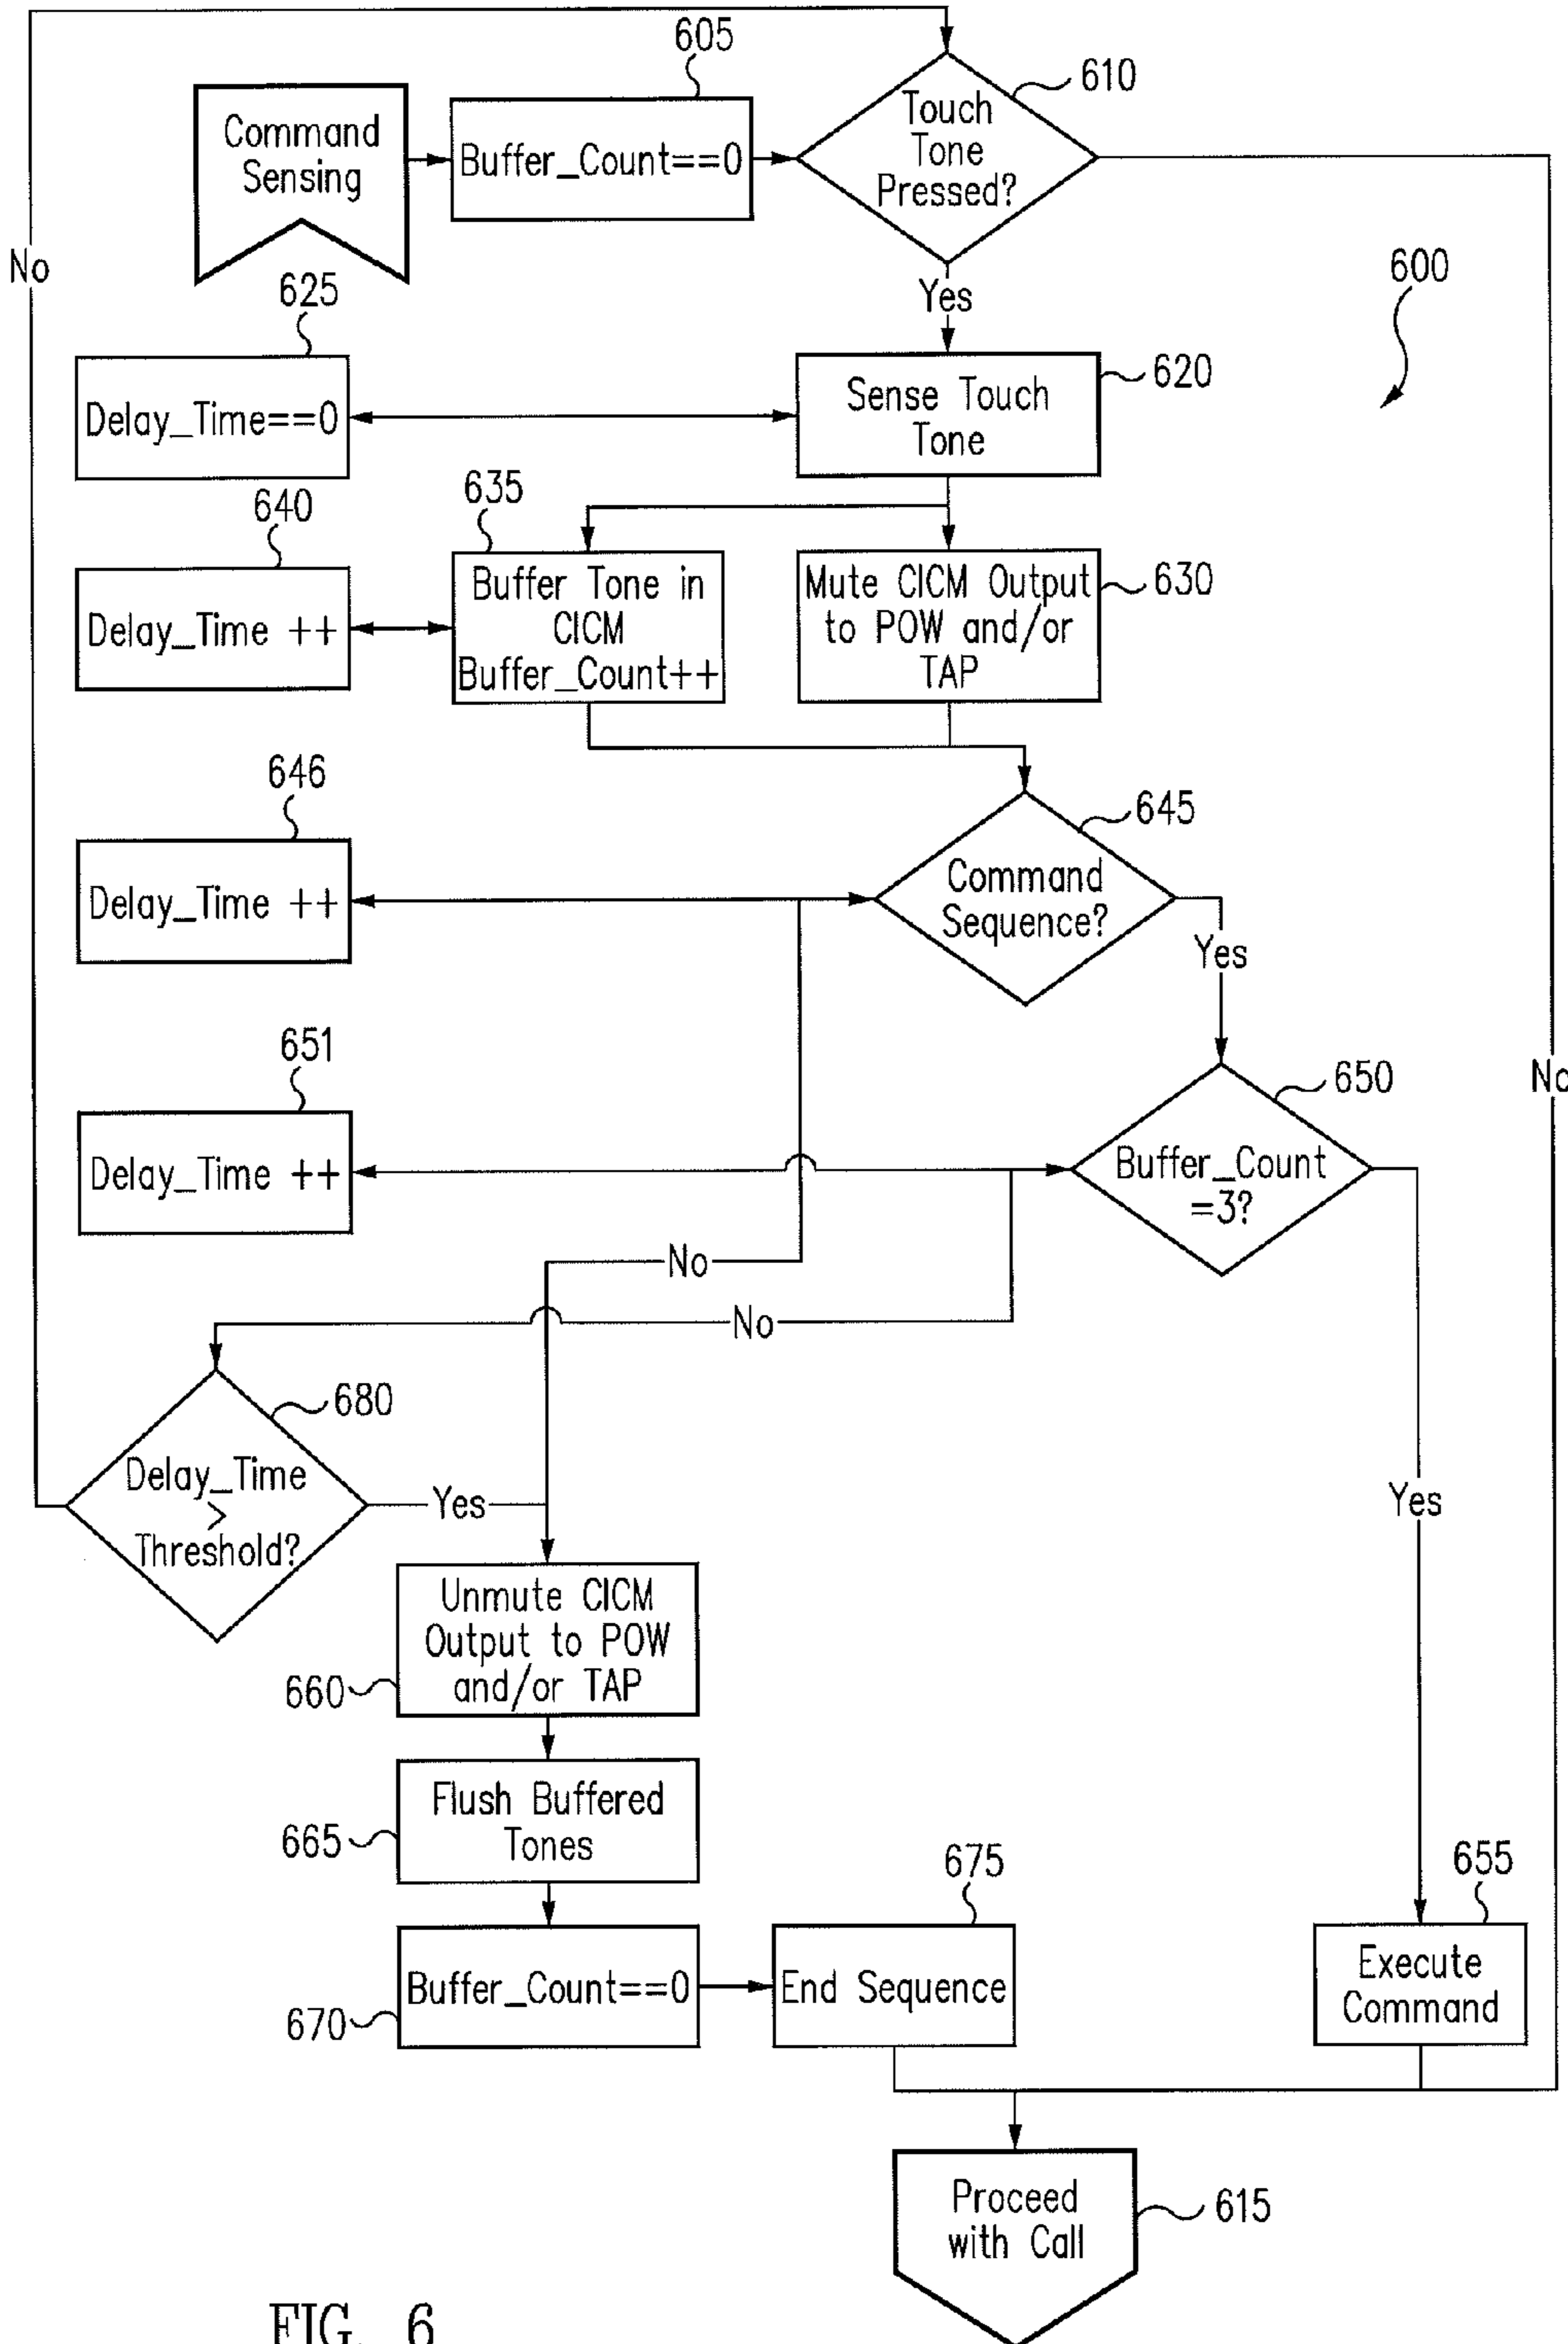 605
610
Command
Sensing
Buffer_Count==0
Touch
Tone
Pressed?
No
625
Yes
600
Delay_Time==0
Sense Touch
Tone
620
640
635
Delay_Time ++
Buffer Tone in
CICM
Buffer_Count++
Mute CICM Output
to POW and/or
TAP
630
646
645
Delay_Time ++
Command
Sequence?
Yes
651
650
No
Delay_Time ++
Buffer_Count
=3?
No
No
680
Delay_Time
>
Threshold?
Yes
Yes
Unmute CICM
Output to POW
and/or TAP
660
Flush Buffered
Tones
665
675
655
Buffer_Count==0
670
End Sequence
Execute
Command
Proceed
with Call
615
FIG. 6